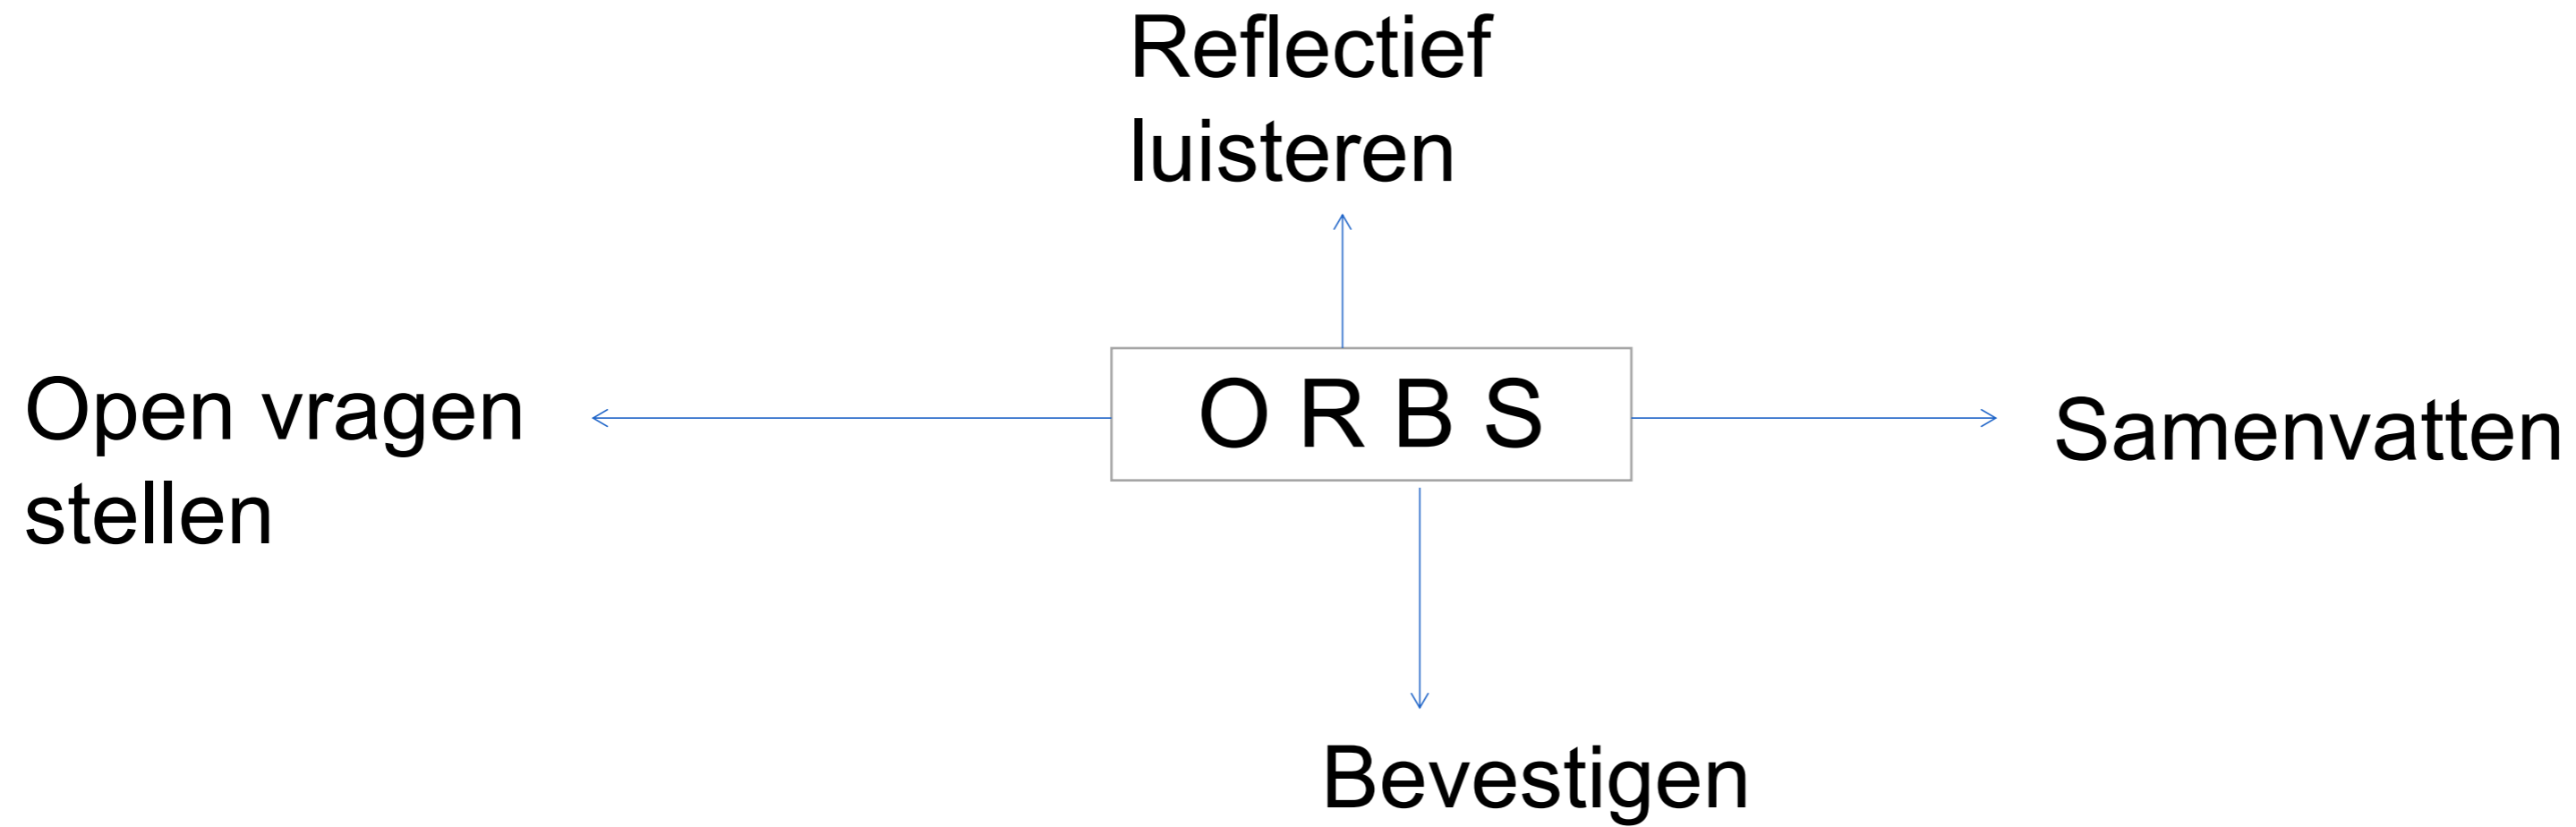 Reflectief
luisteren
Open vragen
stellen
O R B S
Samenvatten
Bevestigen